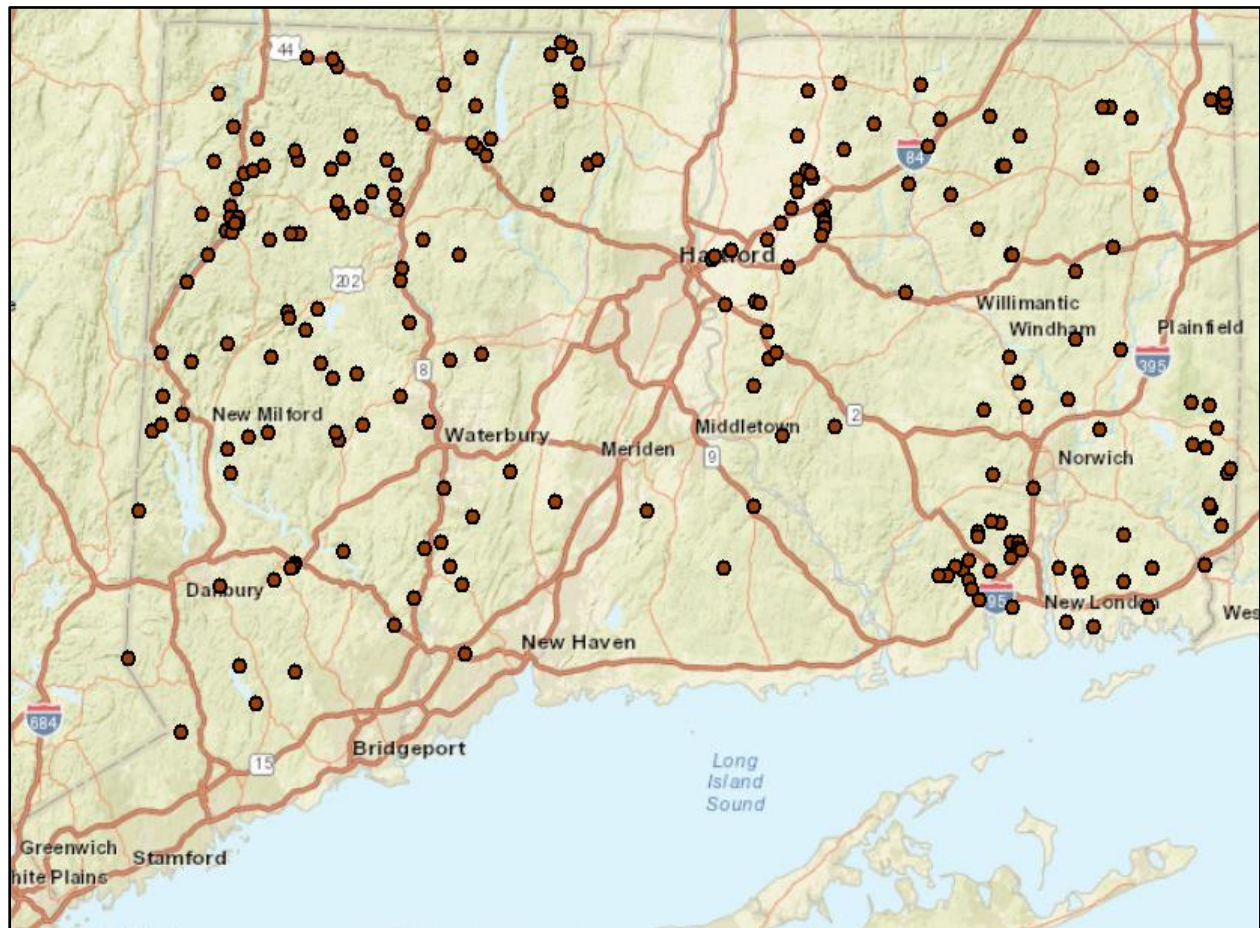 44
84
Hartford
202
Willimantic
Windham
Plainfield
395
8
New Milford
2
Waterbury
Middletown
Meriden
9
Norwich
Danbury
95
New London
Wes
New Haven
684
Bridgeport
15
Long
Island
Sound
Greenwich
Stamford
hite Plains
e